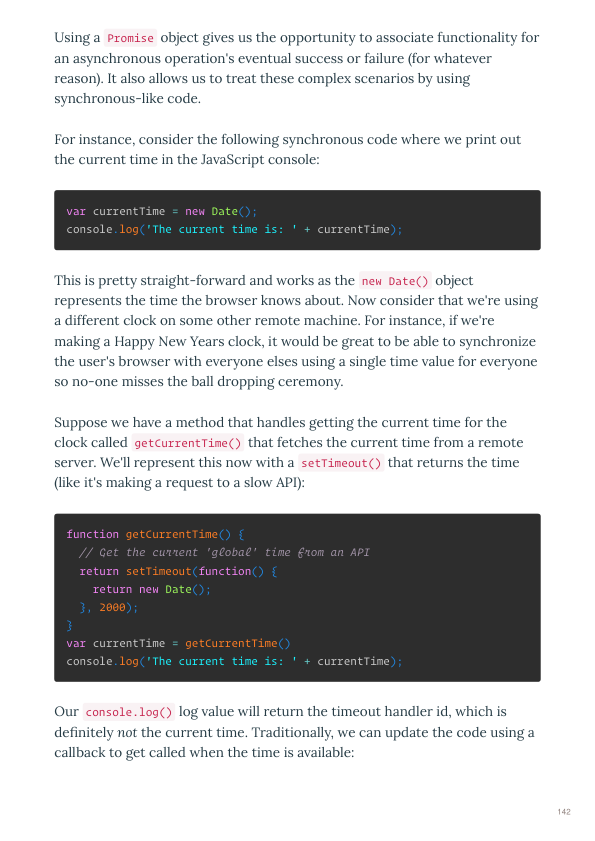 Using a Promise object gives us the opportunity to associate functionality for
an asynchronous operation's eventual success or failure (for whatever
reason). It also allows us to treat these complex scenarios by using
synchronous-like code.
For instance, consider the following synchronous code where we print out
the current time in the JavaScript console:
var currentTime = new Date();
console.log('The current time is: ' + currentTime);
This is pretty straight-forward and works as the new Date() object
represents the time the browser knows about. Now consider that we're using
a different clock on some other remote machine. For instance, if we're
making a Happy New Years clock, it would be great to be able to synchronize
the user's browser with everyone elses using a single time value for everyone
so no-one misses the ball dropping ceremony.
Suppose we have a method that handles getting the current time for the
clock called getCurrentTime() that fetches the current time from a remote
server. We'll represent this now with a setTimeout() that returns the time
(like it's making a request to a slow API):
function getCurrentTime() {
  // Get the current 'global' time from an API
  return setTimeout(function() {
    return new Date();
  }, 2000);
}
var currentTime = getCurrentTime()
console.log('The current time is: ' + currentTime);
Our console.log() log value will return the timeout handler id, which is
definitely not the current time. Traditionally, we can update the code using a
callback to get called when the time is available:
142